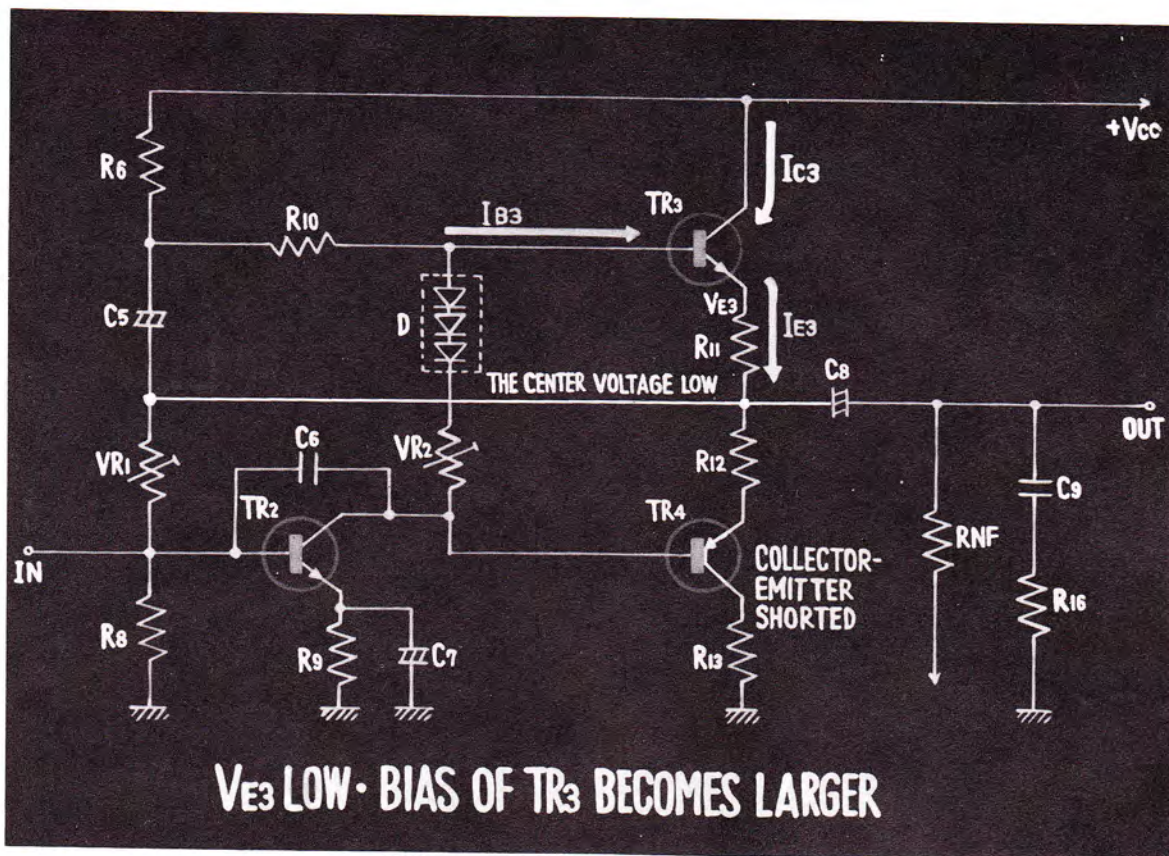 +VCC
R6
IC3
TR3
R10
IB3
C5
D
VE3
IE3
R11
THE CENTER VOLTAGE LOW
C8
OUT
VR1
C6
VR2
R12
C9
TR2
TR4
RNF
IN
COLLECTOR-
EMITTER
SHORTED
R16
R8
R9
C7
R13
VE3 LOW · BIAS OF TR3 BECOMES LARGER